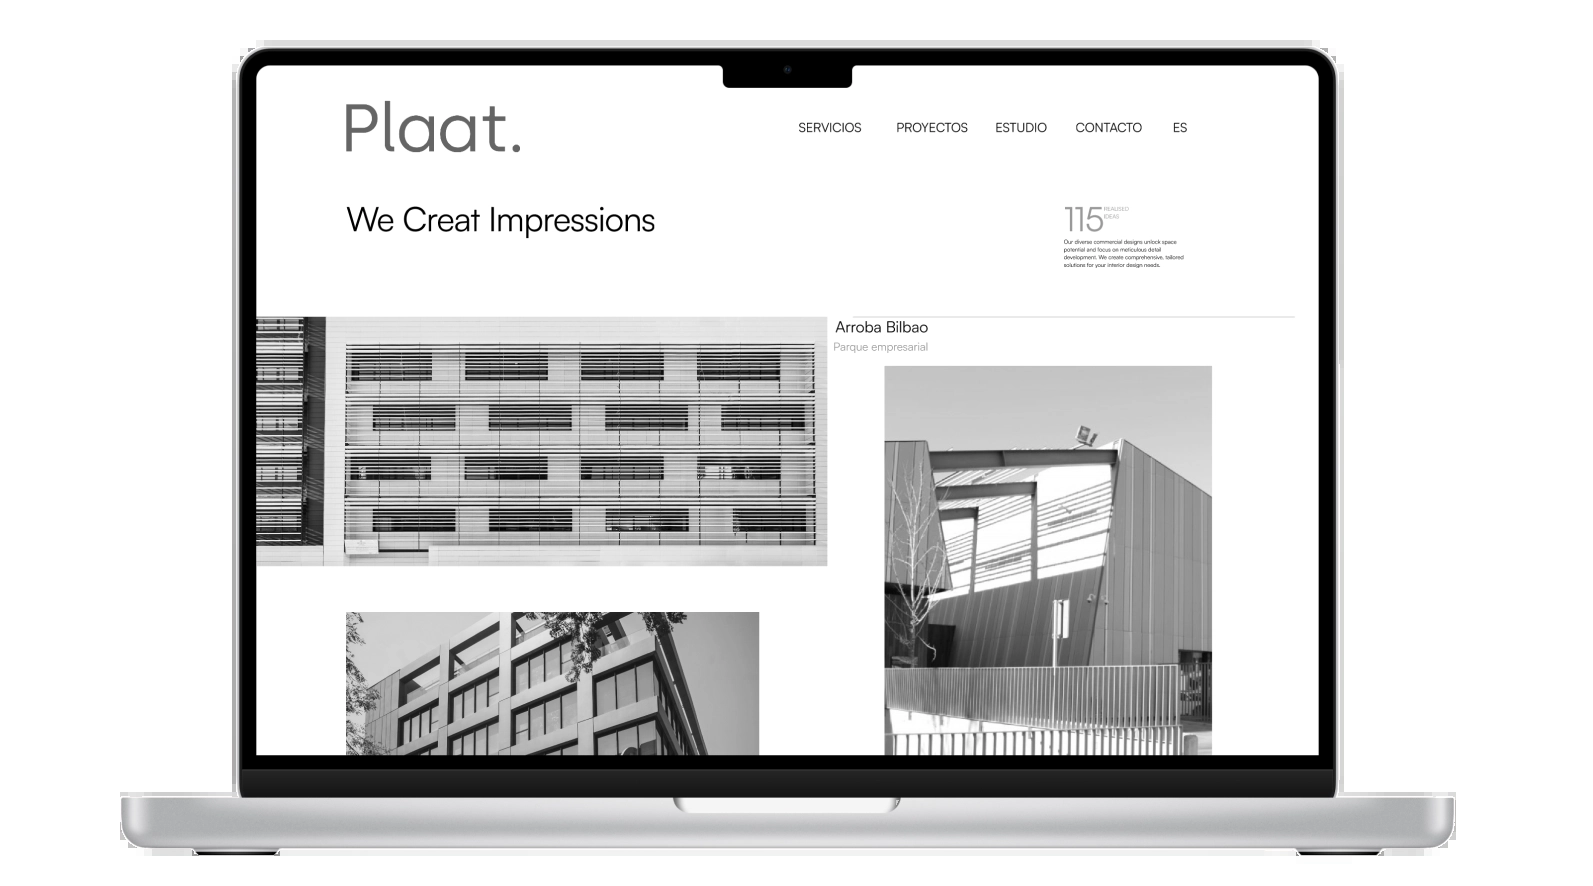 Plaat.
SERVICIOS PROYECTOS ESTUDIO CONTACTO ES
We Creat Impressions
115 REALISED
IDEAS
Our diverse commercial designs unlock space
potential and focus on meticulous detail
development. We create comprehensive, tailored
solutions for your interior design needs.
Arroba Bilbao
Parque empresarial